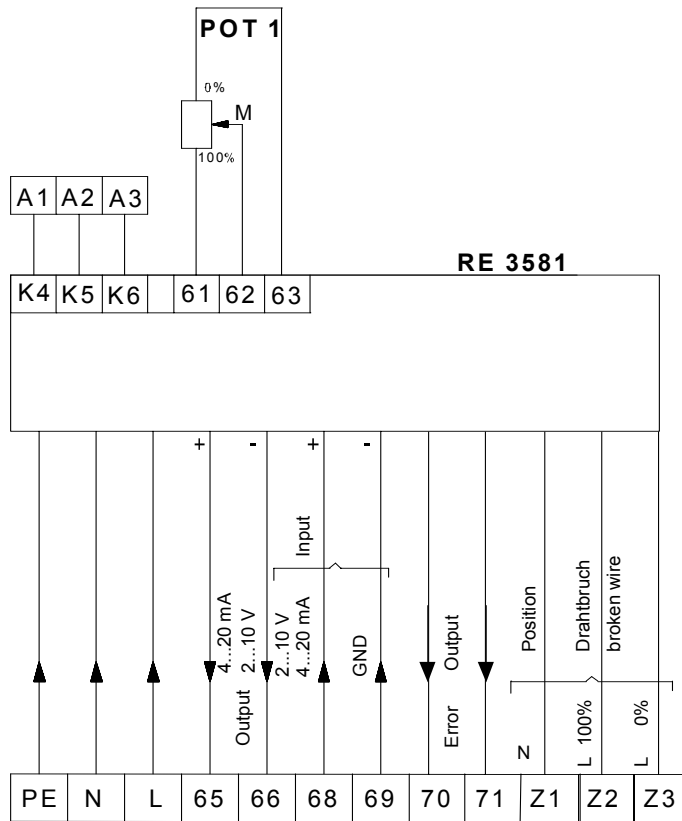 POT 1
0%
M
100%
A1 A2 A3
RE 3581
K4 K5 K6 61 62 63
+ - + -
Output
4...20 mA
2...10 V
Input
2...10 V
4...20 mA
GND
Error Output
Position
Drahtbruch
broken wire
N
L 100%
L 0%
PE N L 65 66 68 69 70 71 Z1 Z2 Z3